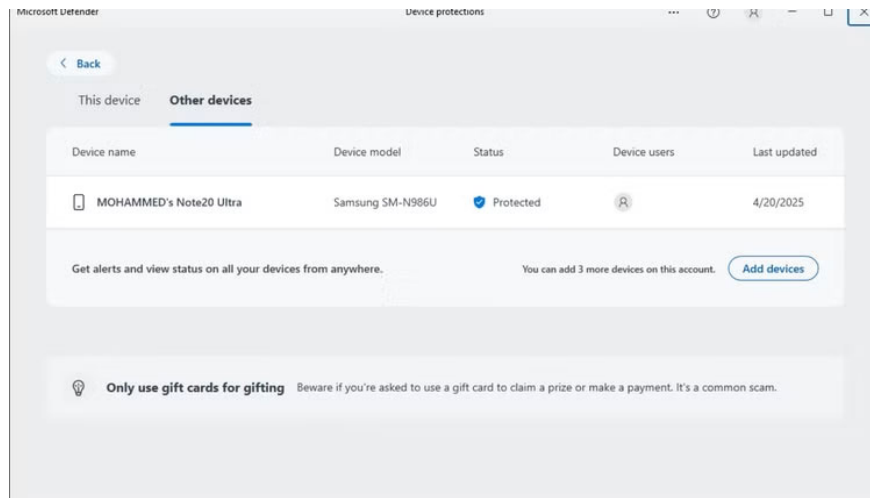 Microsoft Defender Device protections
Back
This device Other devices
Device name Device model Status Device users Last updated
MOHAMMED's Note20 Ultra Samsung SM-N986U Protected 4/20/2025
Get alerts and view status on all your devices from anywhere. You can add 3 more devices on this account. Add devices
Only use gift cards for gifting Beware if you're asked to use a gift card to claim a prize or make a payment. It's a common scam.